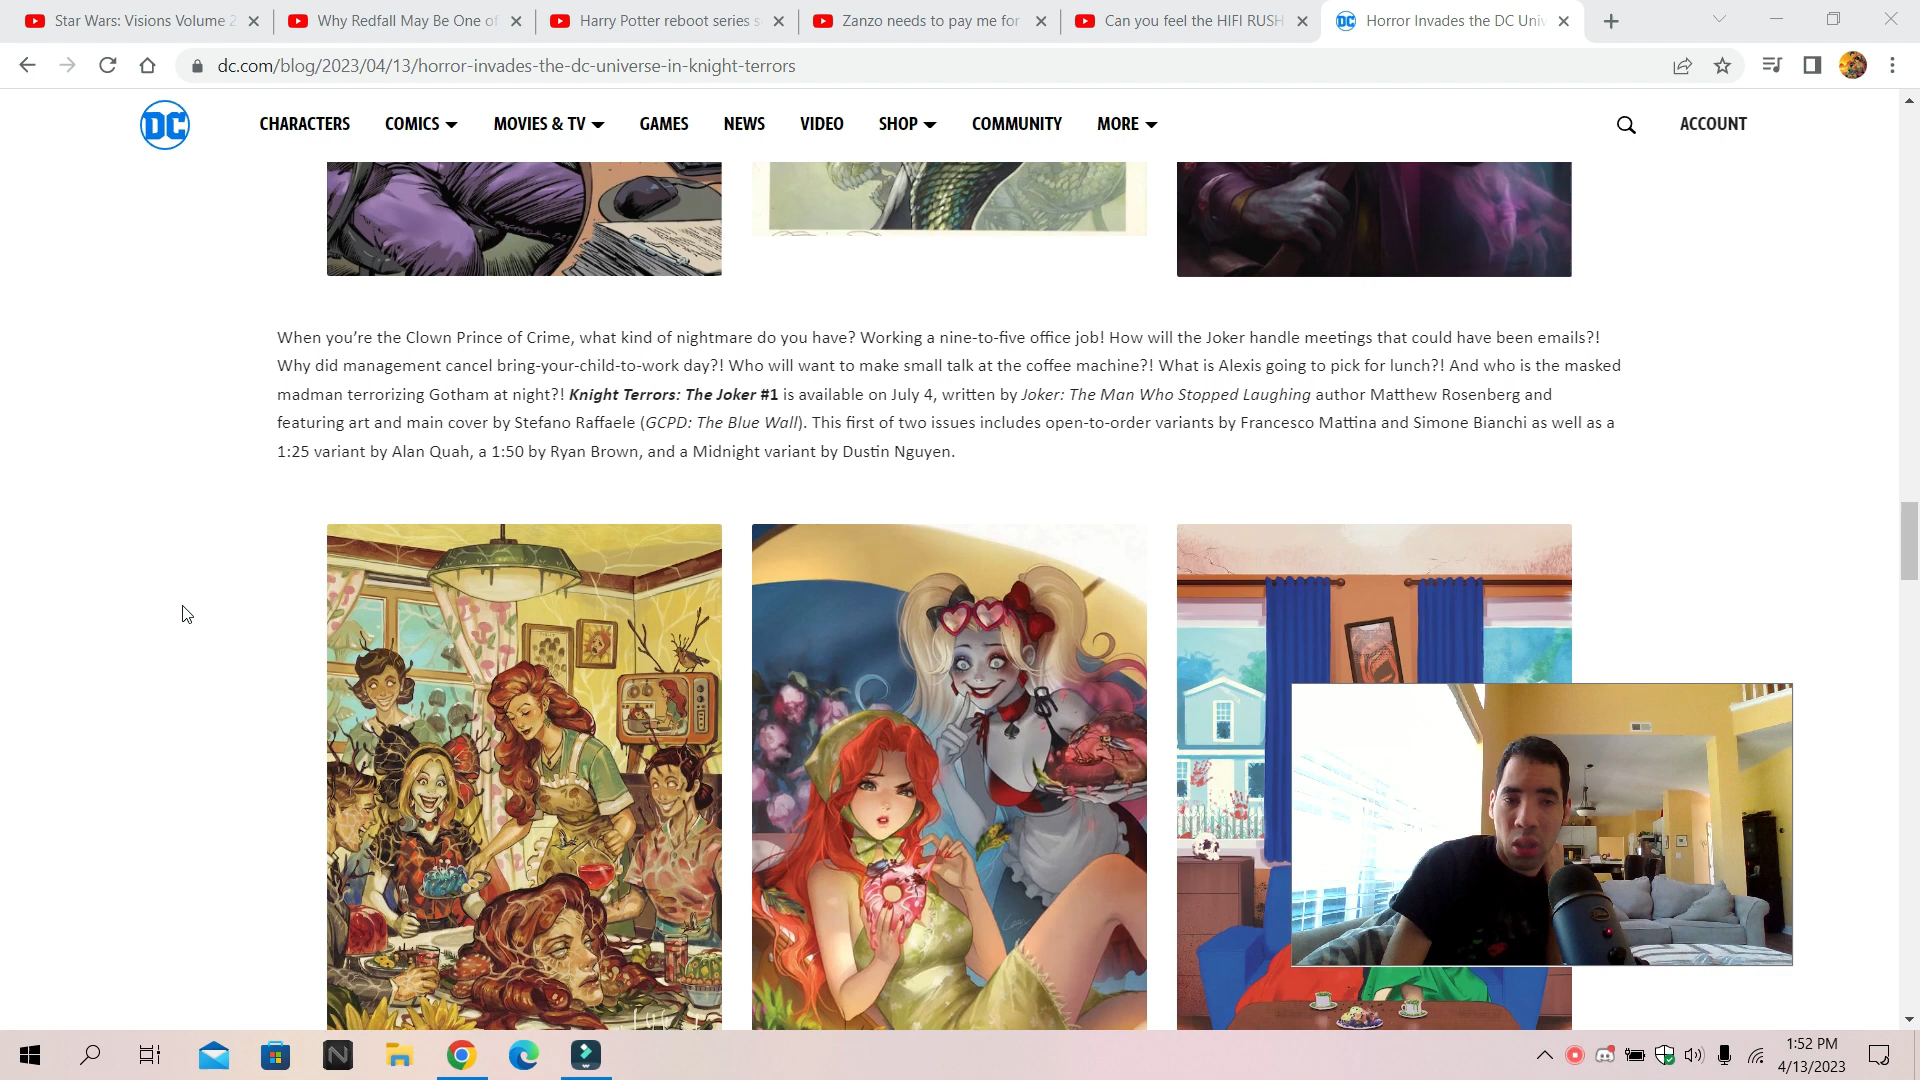 Star Wars: Visions Volume 2
Why Redfall May Be One of
Harry Potter reboot series s
Zanzo needs to pay me for
Can you feel the HIFI RUSH
DC Horror Invades the DC Univ
dc.com/blog/2023/04/13/horror-invades-the-dc-universe-in-knight-terrors
DC CHARACTERS COMICS MOVIES & TV GAMES NEWS VIDEO SHOP COMMUNITY MORE ACCOUNT
When you’re the Clown Prince of Crime, what kind of nightmare do you have? Working a nine-to-five office job! How will the Joker handle meetings that could have been emails?!
Why did management cancel bring-your-child-to-work day?! Who will want to make small talk at the coffee machine?! What is Alexis going to pick for lunch?! And who is the masked
madman terrorizing Gotham at night?! Knight Terrors: The Joker #1 is available on July 4, written by Joker: The Man Who Stopped Laughing author Matthew Rosenberg and
featuring art and main cover by Stefano Raffaele (GCPD: The Blue Wall). This first of two issues includes open-to-order variants by Francesco Mattina and Simone Bianchi as well as a
1:25 variant by Alan Quah, a 1:50 by Ryan Brown, and a Midnight variant by Dustin Nguyen.
1:52 PM
4/13/2023